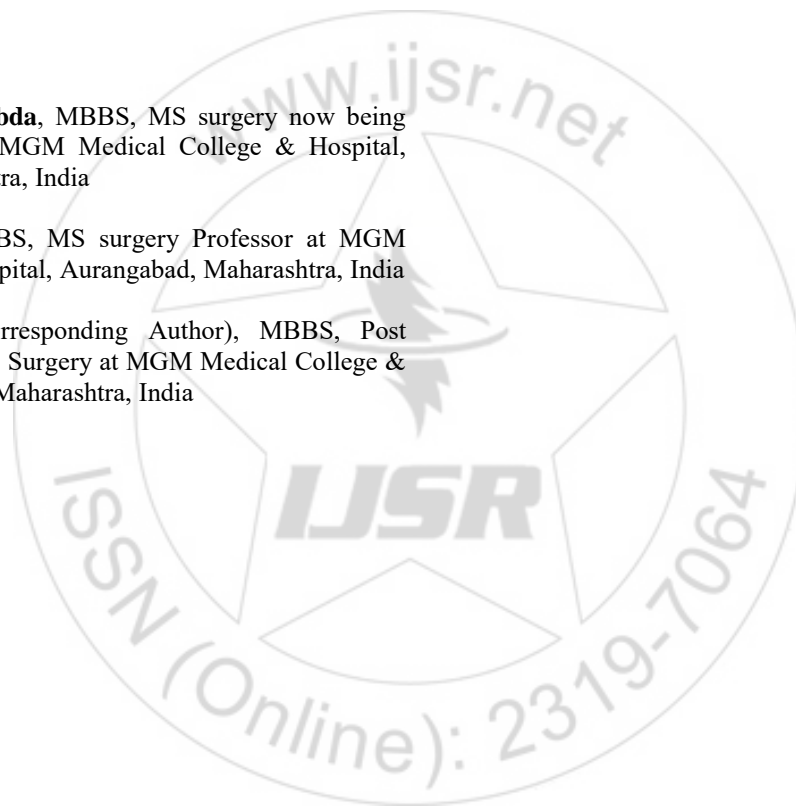 bda, MBBS, MS surgery now being
MGM Medical College & Hospital,
tra, India
BS, MS surgery Professor at MGM
pital, Aurangabad, Maharashtra, India
rresponding Author), MBBS, Post
Surgery at MGM Medical College &
Maharashtra, India
www.ijsr.net
IJSR
ISSN (Online): 2319-7064